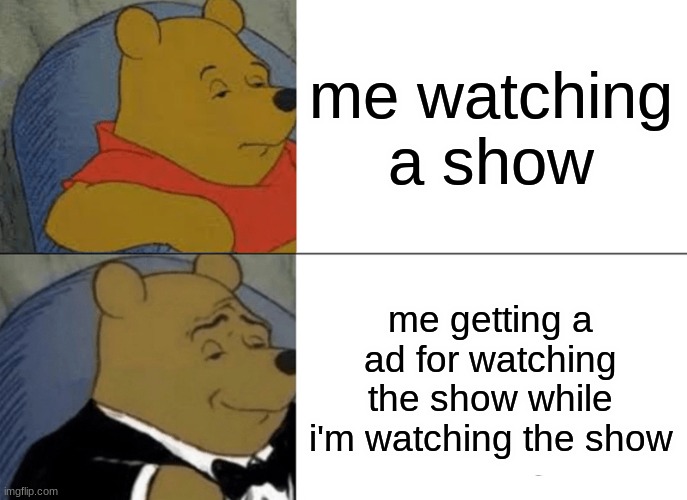 me watching
a show
me getting a
ad for watching
the show while
i'm watching the show
imgflip.com